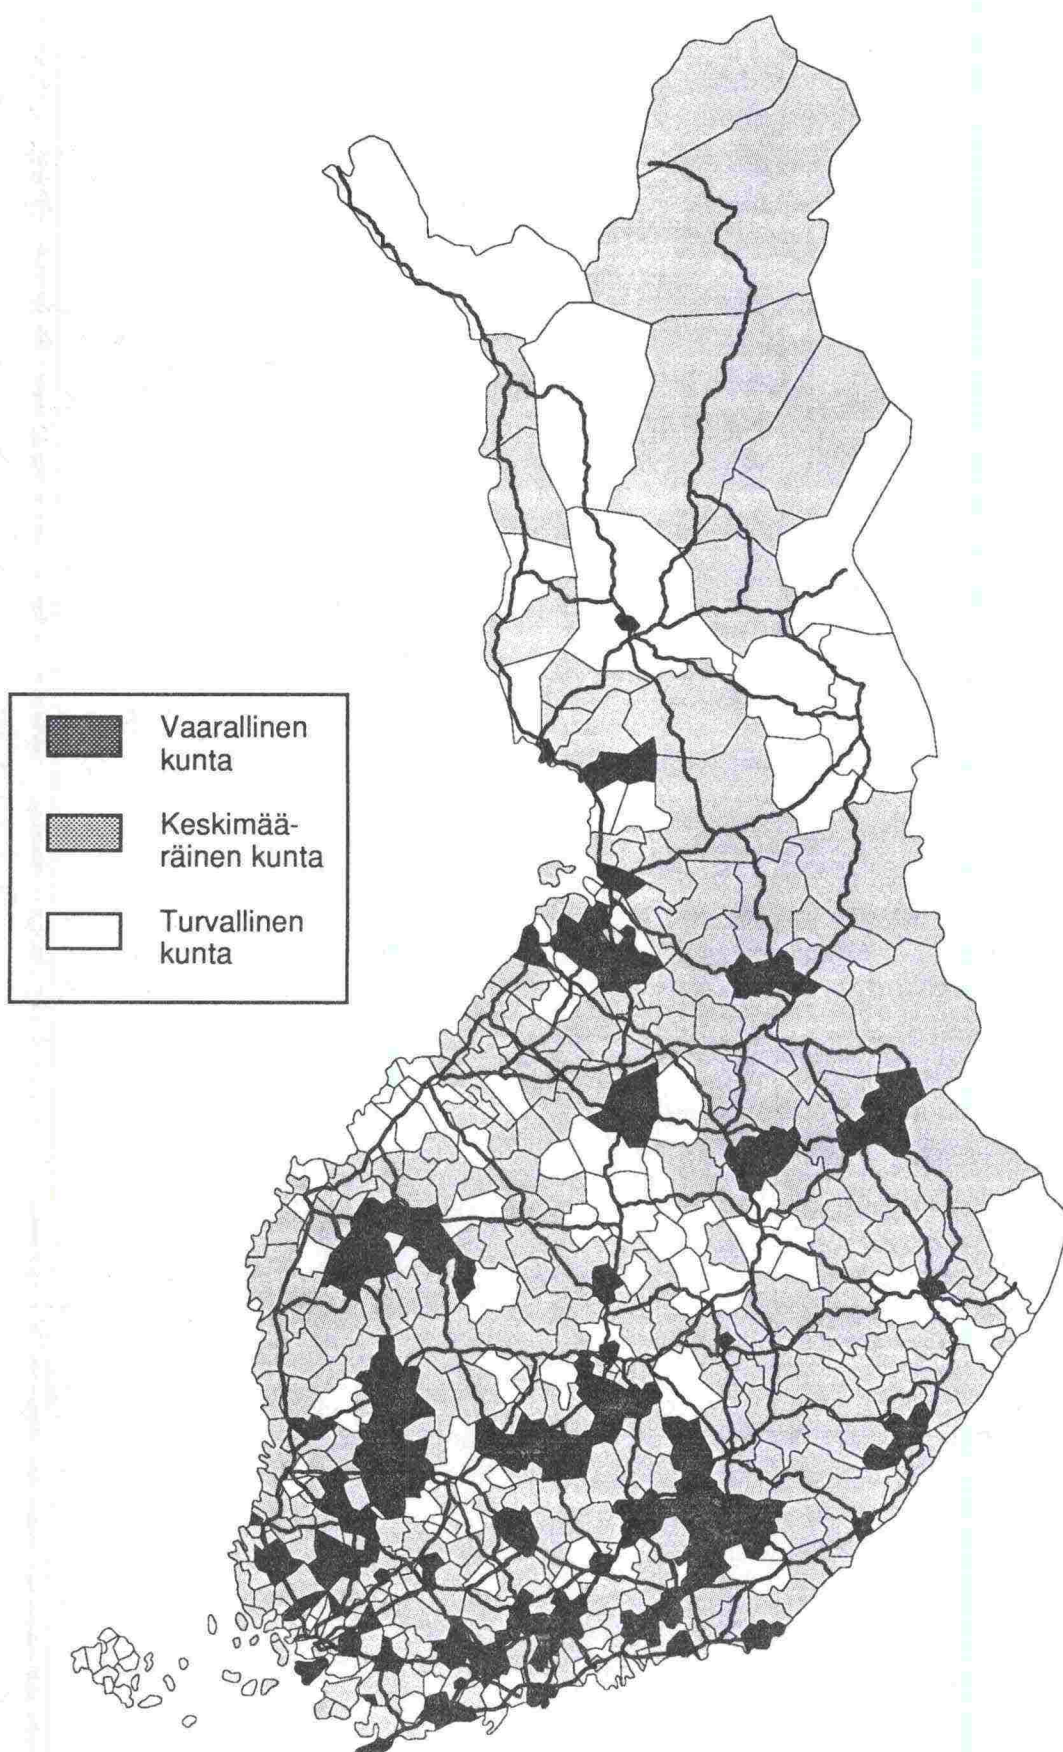 Vaarallinen
kunta
Keskimää-
räinen kunta
Turvallinen
kunta